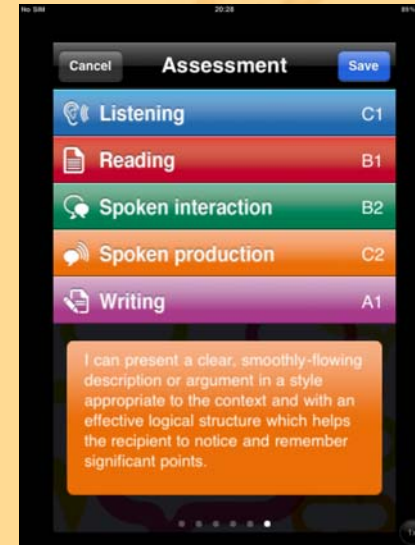 No SIM 20:28 89%
Cancel Assessment Save
Listening C1
Reading B1
Spoken interaction B2
Spoken production C2
Writing A1
I can present a clear, smoothly-flowing
description or argument in a style
appropriate to the context and with an
effective logical structure which helps
the recipient to notice and remember
significant points.